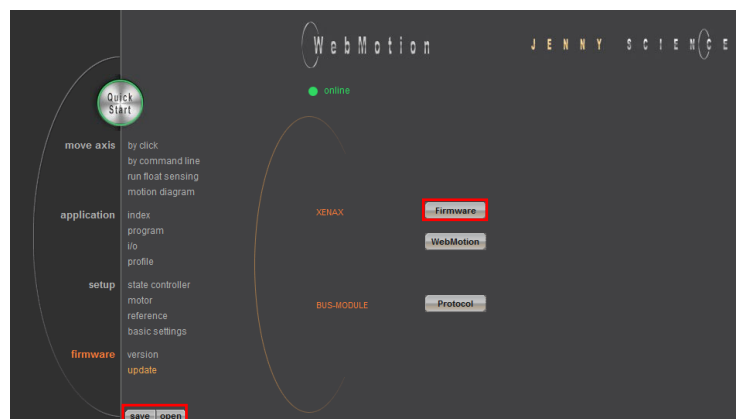 WebMotion
JENNY SCIENCE
Quick
Start
online
move axis by click
by command line
run float sensing
motion diagram
application index
program
i/o
profile
XENAX Firmware
WebMotion
setup state controller
motor
reference
basic settings
BUS-MODULE Protocol
firmware version
update
save open